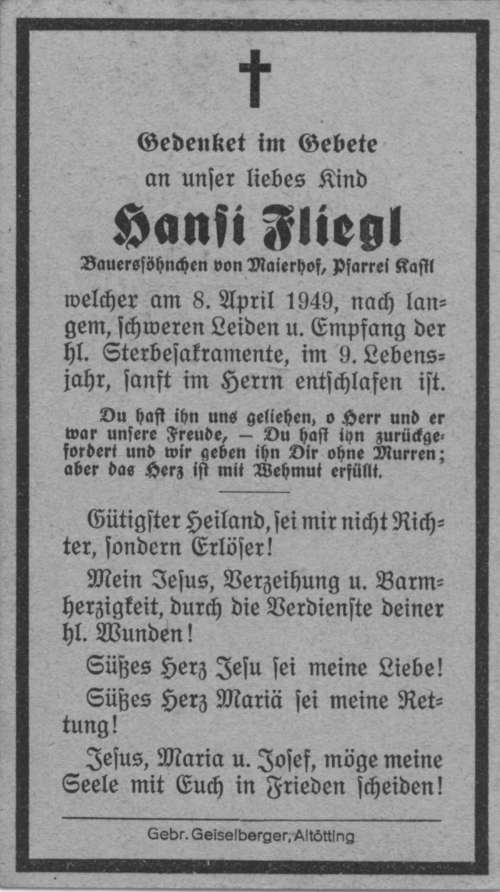 Gedenket im Gebete
an unser liebes Kind
Hansi Fliegl
Bauerssöhnchen von Maierhof, Pfarrei Kastl
welcher am 8. April 1949, nach lan-
gem, schweren Leiden u. Empfang der
hl. Sterbesakramente, im 9. Lebens-
jahr, sanft im Herrn entschlafen ist.
Du hast ihn uns geliehen, o Herr und er
war unsere Freude, – Du hast ihn zurückge-
fordert und wir geben ihn Dir ohne Murren;
aber das Herz ist mit Wehmut erfüllt.
Gütigster Heiland, sei mir nicht Rich-
ter, sondern Erlöser!
Mein Jesus, Verzeihung u. Barm-
herzigkeit, durch die Verdienste deiner
hl. Wunden!
Süßes Herz Jesu sei meine Liebe!
Süßes Herz Mariä sei meine Ret-
tung!
Jesus, Maria u. Josef, möge meine
Seele mit Euch in Frieden scheiden!
Gebr. Geiselberger, Altötting